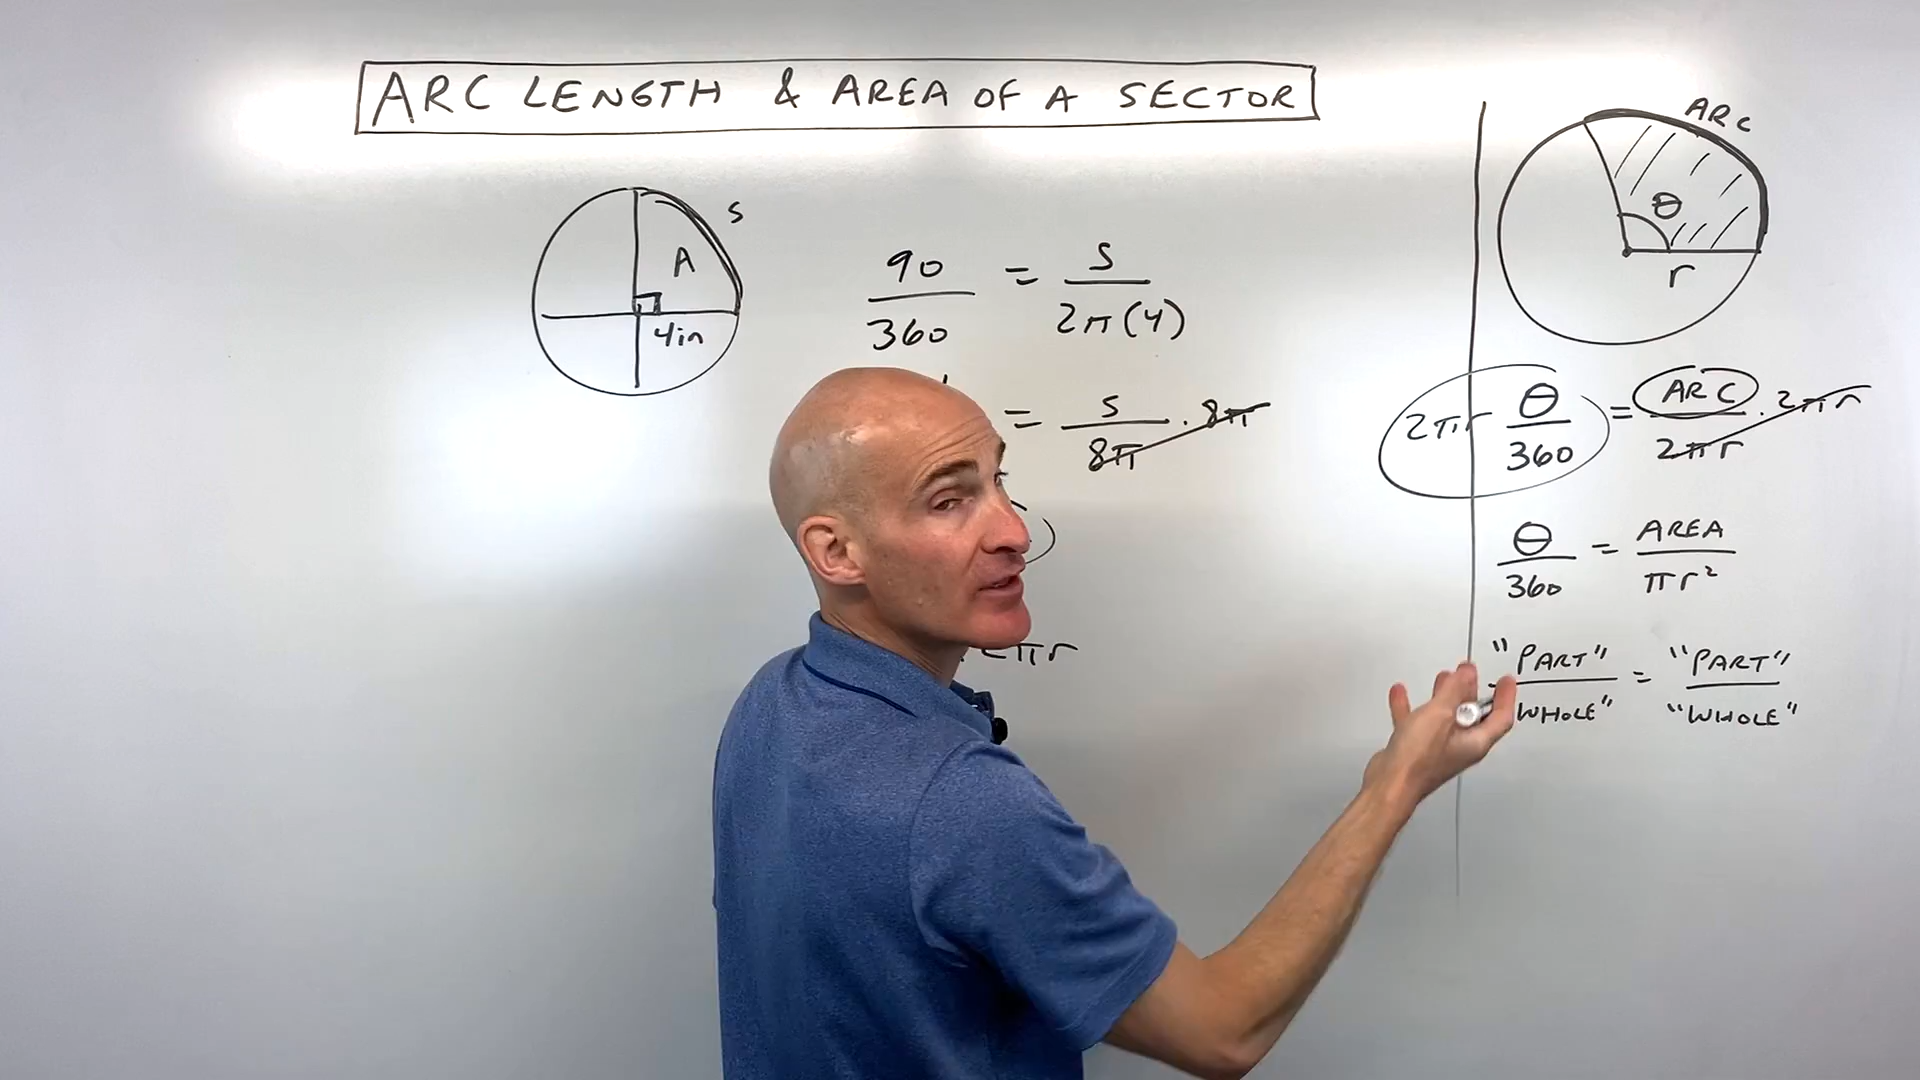 ARC LENGTH & AREA OF A SECTOR
S
A
4in
90/360 = S/2π(4)
= S/8π · 8π
2πr
ARC
θ
r
2πr θ/360 = ARC/2πr · 2πr
θ/360 = AREA/πr²
"PART"/WHOLE" = "PART"/"WHOLE"